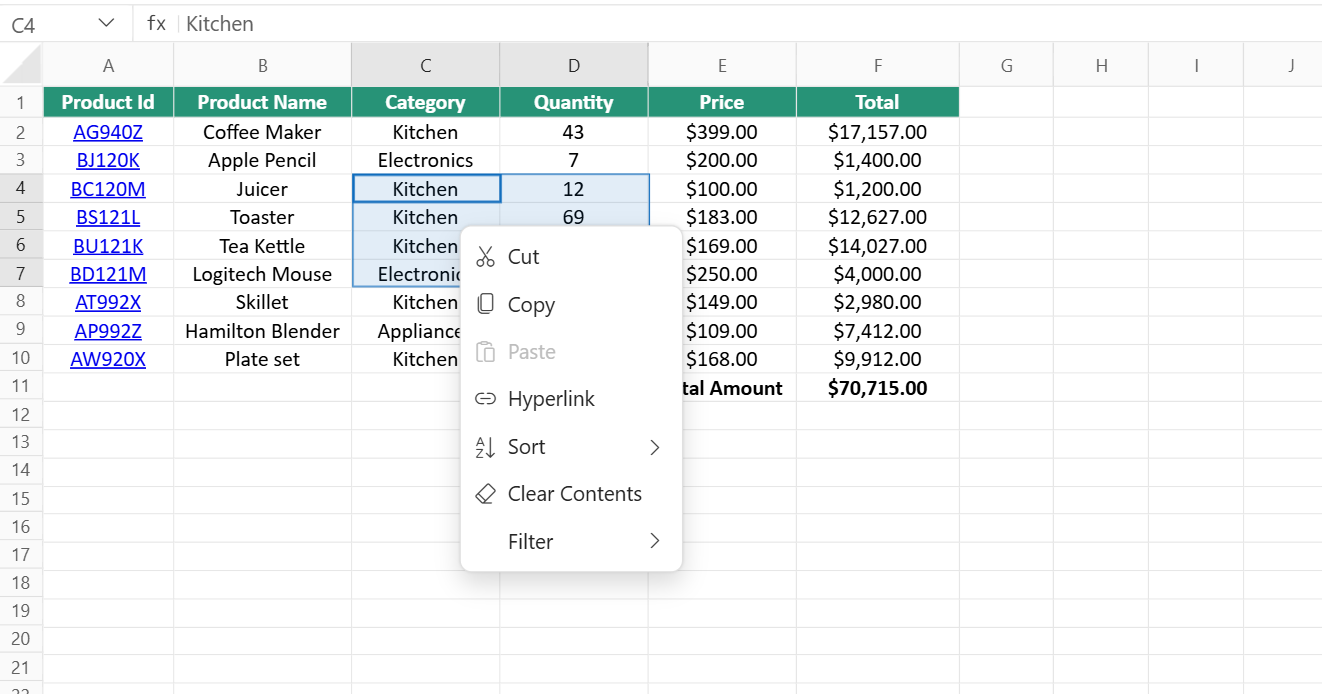 C4 fx Kitchen
A B C D E F G H I J
1 Product Id Product Name Category Quantity Price Total
2 AG940Z Coffee Maker Kitchen 43 $399.00 $17,157.00
3 BJ120K Apple Pencil Electronics 7 $200.00 $1,400.00
4 BC120M Juicer Kitchen 12 $100.00 $1,200.00
5 BS121L Toaster Kitchen 69 $183.00 $12,627.00
6 BU121K Tea Kettle Kitchen $169.00 $14,027.00
7 BD121M Logitech Mouse Electronic $250.00 $4,000.00
8 AT992X Skillet Kitchen $149.00 $2,980.00
9 AP992Z Hamilton Blender Appliance $109.00 $7,412.00
10 AW920X Plate set Kitchen $168.00 $9,912.00
11 tal Amount $70,715.00
12
13
14
15
16
17
18
19
20
21
Cut
Copy
Paste
Hyperlink
Sort
Clear Contents
Filter